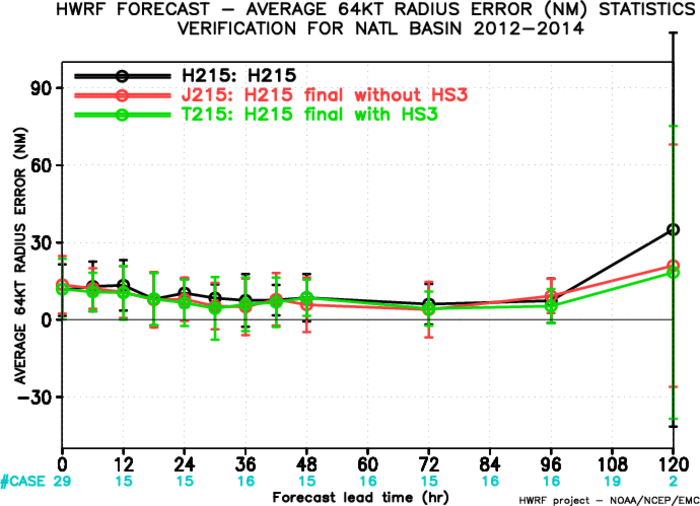 HWRF FORECAST – AVERAGE 64KT RADIUS ERROR (NM) STATISTICS
VERIFICATION FOR NATL BASIN 2012–2014
H215: H215
J215: H215 final without HS3
T215: H215 final with HS3
AVERAGE 64KT RADIUS ERROR (NM)
90
60
30
0
–30
0 12 24 36 48 60 72 84 96 108 120
#CASE 29 15 15 16 15 16 15 16 16 19 2
Forecast lead time (hr)
HWRF project – NOAA/NCEP/EMC